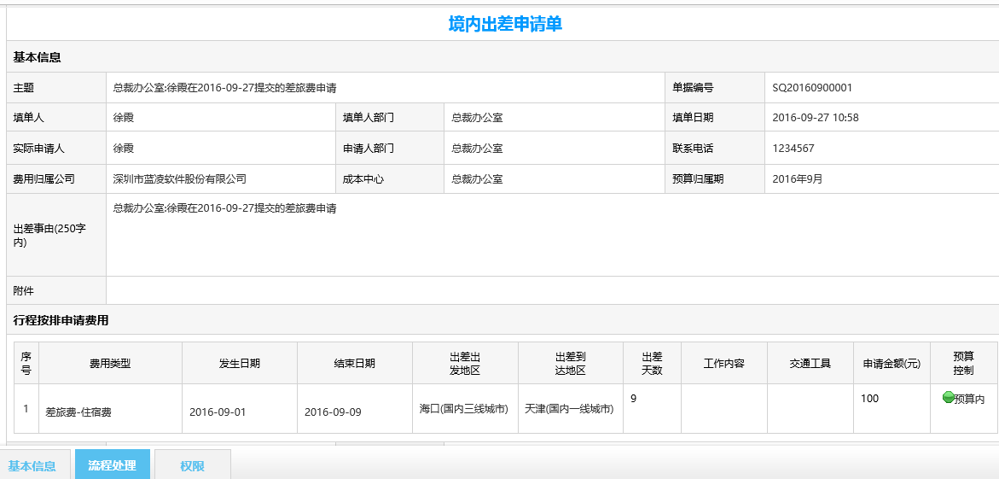 境内出差申请单
基本信息
主题 总裁办公室:徐霞在2016-09-27提交的差旅费申请 单据编号 SQ20160900001
填单人 徐霞 填单人部门 总裁办公室 填单日期 2016-09-27 10:58
实际申请人 徐霞 申请人部门 总裁办公室 联系电话 1234567
费用归属公司 深圳市蓝凌软件股份有限公司 成本中心 总裁办公室 预算归属期 2016年9月
总裁办公室:徐霞在2016-09-27提交的差旅费申请
出差事由(250字
内)
附件
行程按排申请费用
序
号 费用类型 发生日期 结束日期 出差出
发地区 出差到
达地区 出差
天数 工作内容 交通工具 申请金额(元) 预算
控制
1 差旅费-住宿费 2016-09-01 2016-09-09 海口(国内三线城市) 天津(国内一线城市) 9 100 预算内
基本信息 流程处理 权限